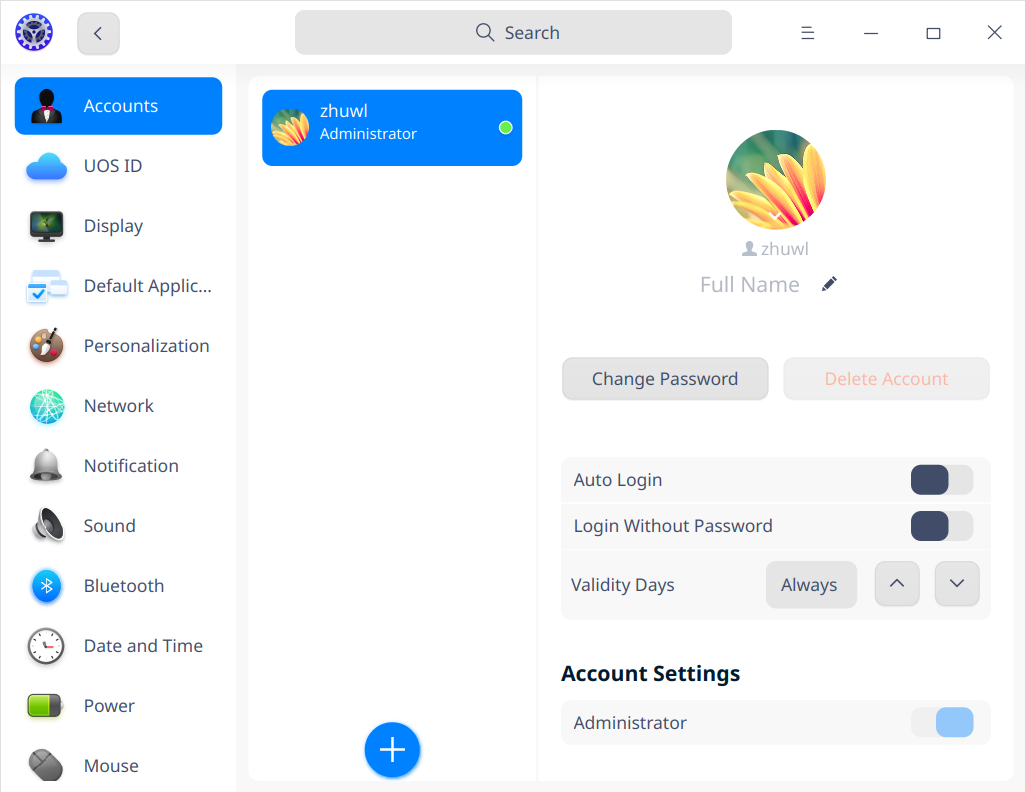 Search
Accounts
UOS ID
Display
Default Applic...
Personalization
Network
Notification
Sound
Bluetooth
Date and Time
Power
Mouse
zhuwl
Administrator
zhuwl
Full Name
Change Password
Delete Account
Auto Login
Login Without Password
Validity Days
Always
Account Settings
Administrator